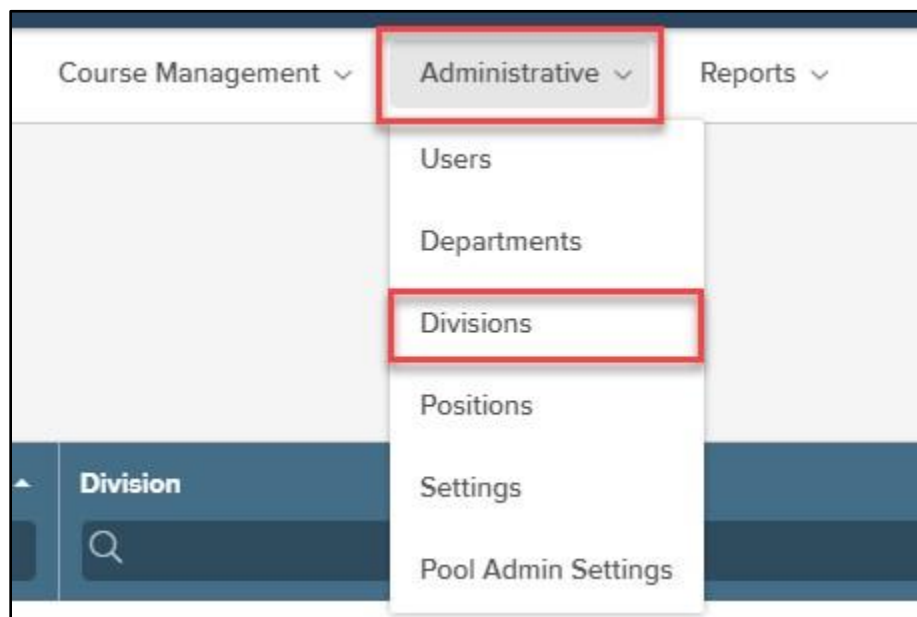 Course Management
Administrative
Reports
Users
Departments
Divisions
Positions
Division
Settings
Pool Admin Settings